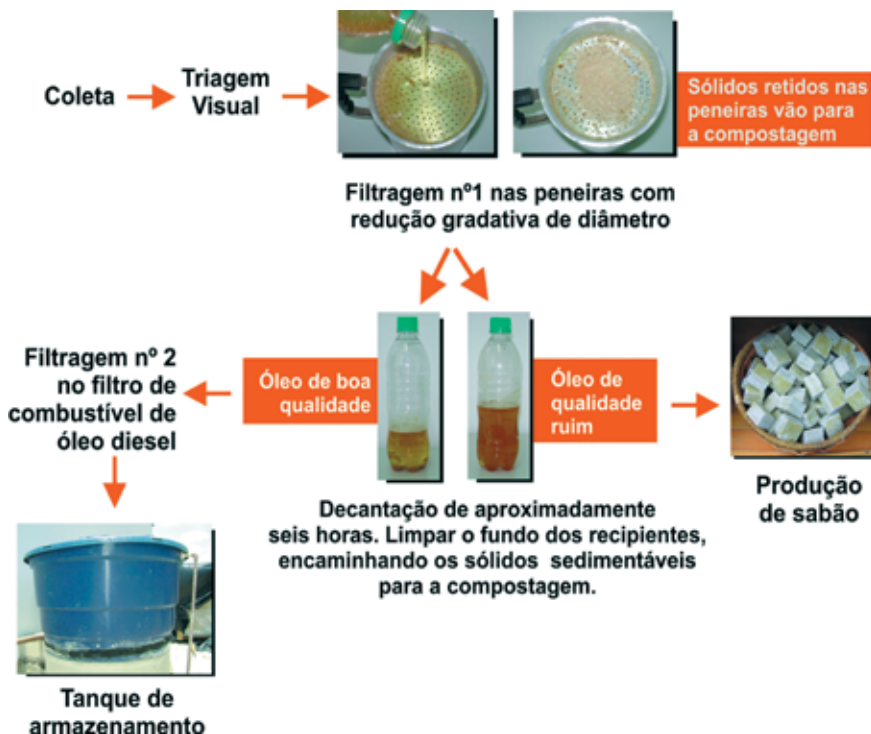 Coleta
Triagem
Visual
Sólidos retidos nas
peneiras vão para
a compostagem
Filtragem nº1 nas peneiras com
redução gradativa de diâmetro
Filtragem nº 2
no filtro de
combustível de
óleo diesel
Óleo de boa
qualidade
Óleo de
qualidade
ruim
Produção
de sabão
Decantação de aproximadamente
seis horas. Limpar o fundo dos recipientes,
encaminhando os sólidos sedimentáveis
para a compostagem.
Tanque de
armazenamento